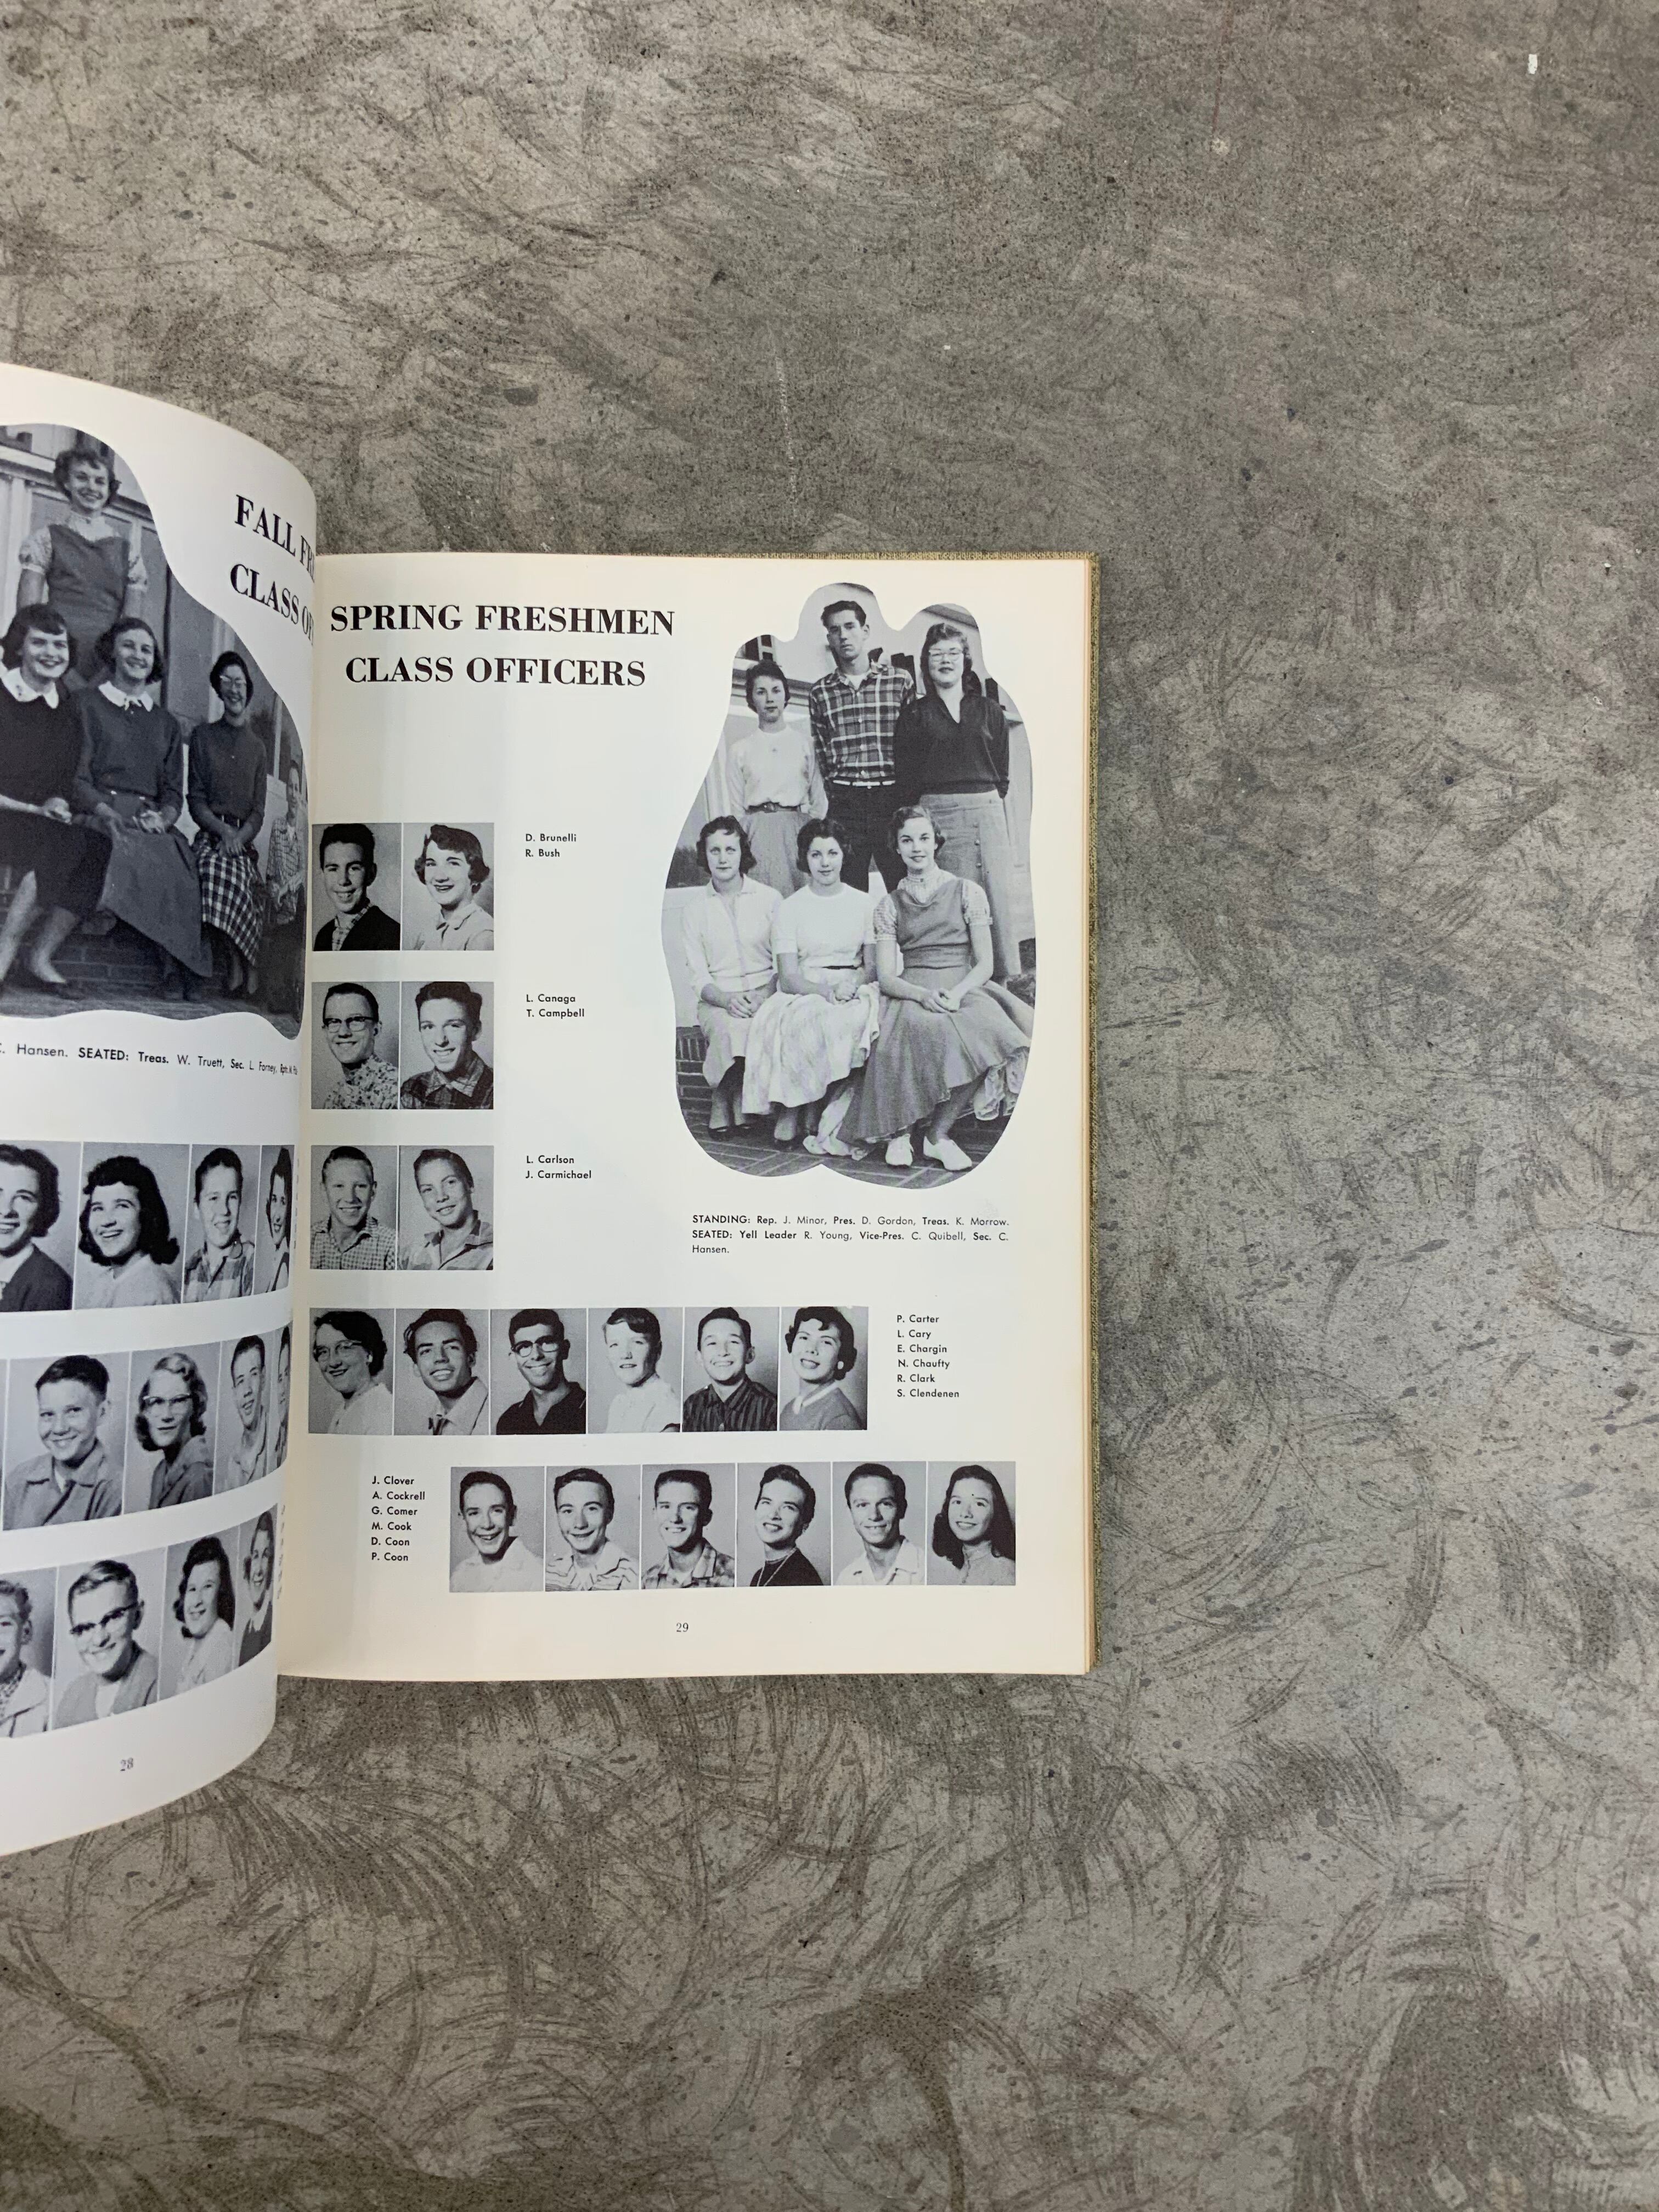 FALL
CLASS
C. Hansen. SEATED: Treas. W. Truett, Sec. L. Forney,
28
SPRING FRESHMEN
CLASS OFFICERS
D. Brunelli
R. Bush
L. Canaga
T. Campbell
L. Carlson
J. Carmichael
STANDING: Rep. J. Minor, Pres. D. Gordon, Treas. K. Morrow.
SEATED: Yell Leader R. Young, Vice-Pres. C. Quibell, Sec. C.
Hansen.
P. Carter
L. Cary
E. Chargin
N. Chaufty
R. Clark
S. Clendenen
J. Clover
A. Cockrell
G. Comer
M. Cook
D. Coon
P. Coon
29